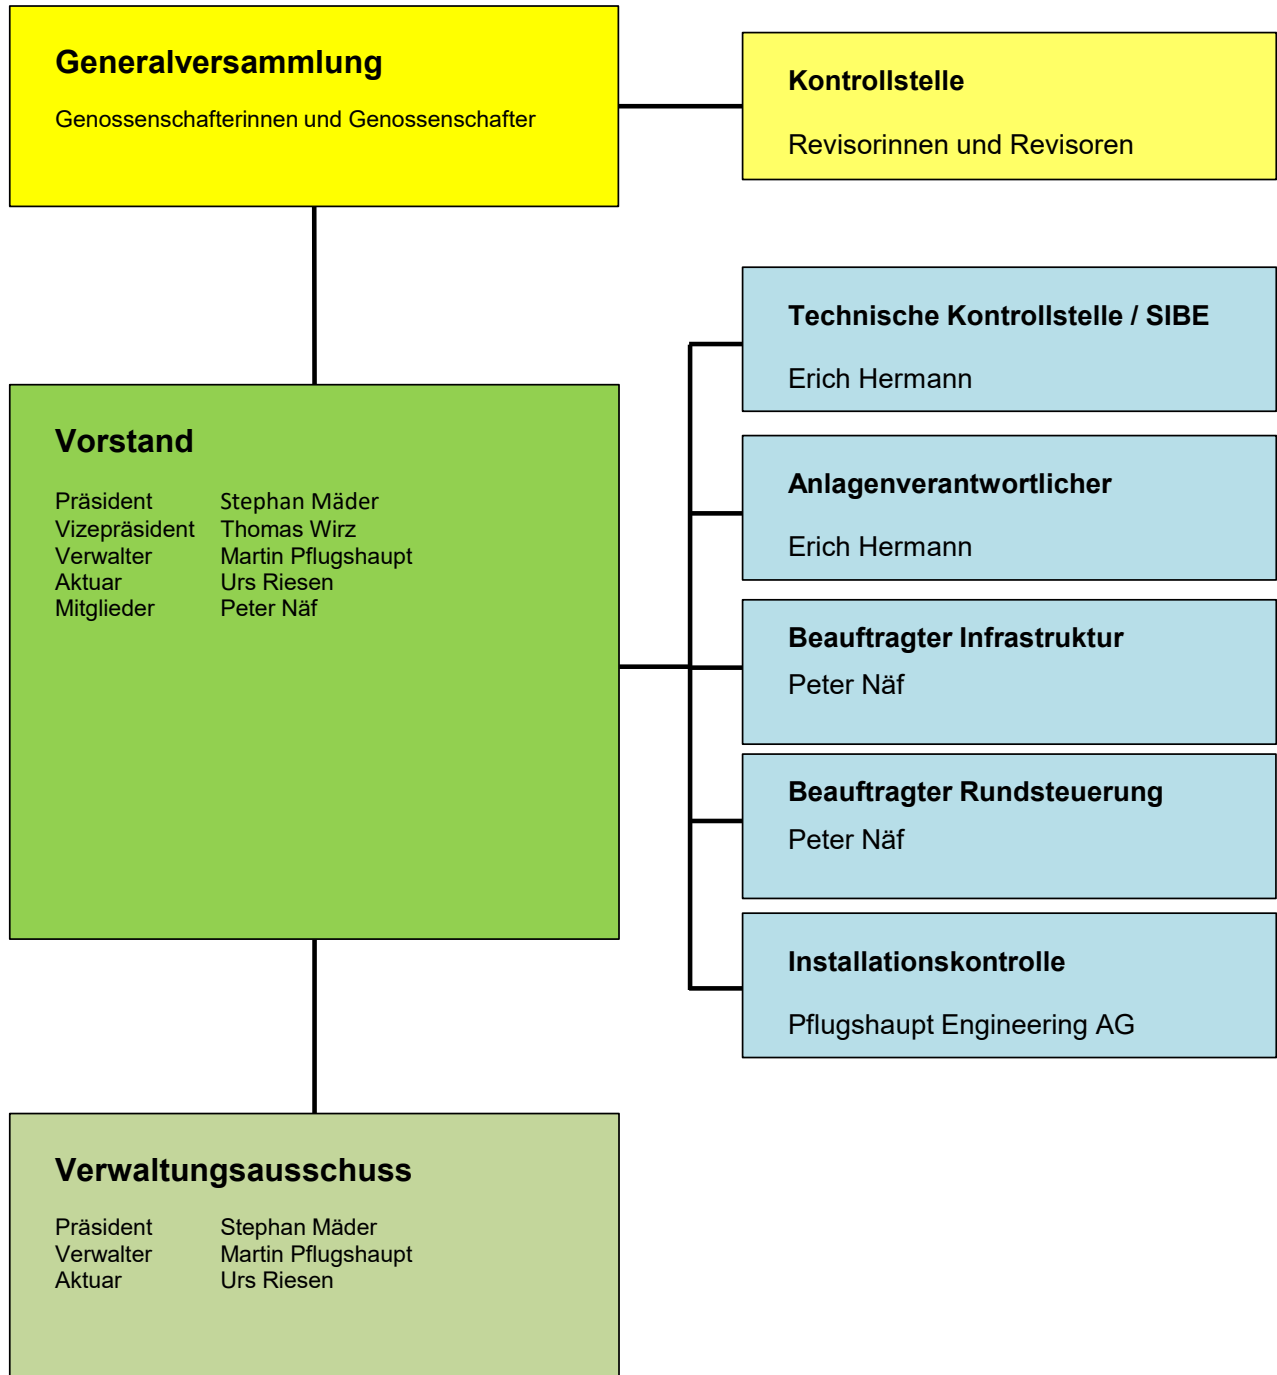 Generalversammlung
Genossenschafterinnen und Genossenschafter
Kontrollstelle
Revisorinnen und Revisoren
Technische Kontrollstelle / SIBE
Erich Hermann
Vorstand
Präsident Stephan Mäder
Vizepräsident Thomas Wirz
Verwalter Martin Pflugshaupt
Aktuar Urs Riesen
Mitglieder Peter Näf
Anlagenverantwortlicher
Erich Hermann
Beauftragter Infrastruktur
Peter Näf
Beauftragter Rundsteuerung
Peter Näf
Installationskontrolle
Pflugshaupt Engineering AG
Verwaltungsausschuss
Präsident Stephan Mäder
Verwalter Martin Pflugshaupt
Aktuar Urs Riesen